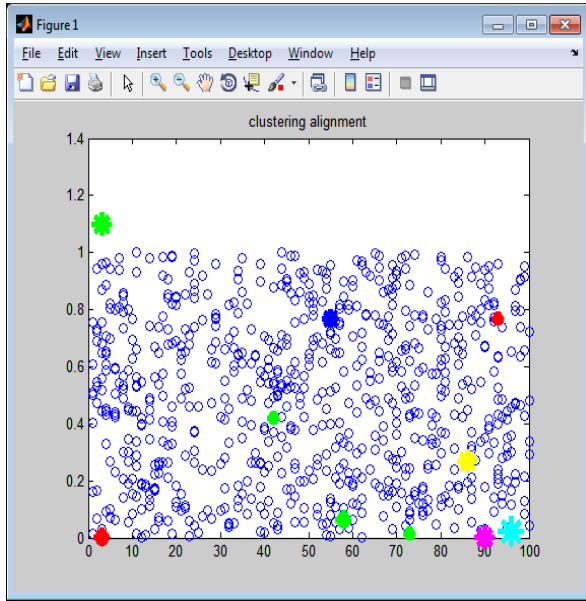 Figure 1
File Edit View Insert Tools Desktop Window Help
clustering alignment
1.4
1.2
1
0.8
0.6
0.4
0.2
0
0 10 20 30 40 50 60 70 80 90 100